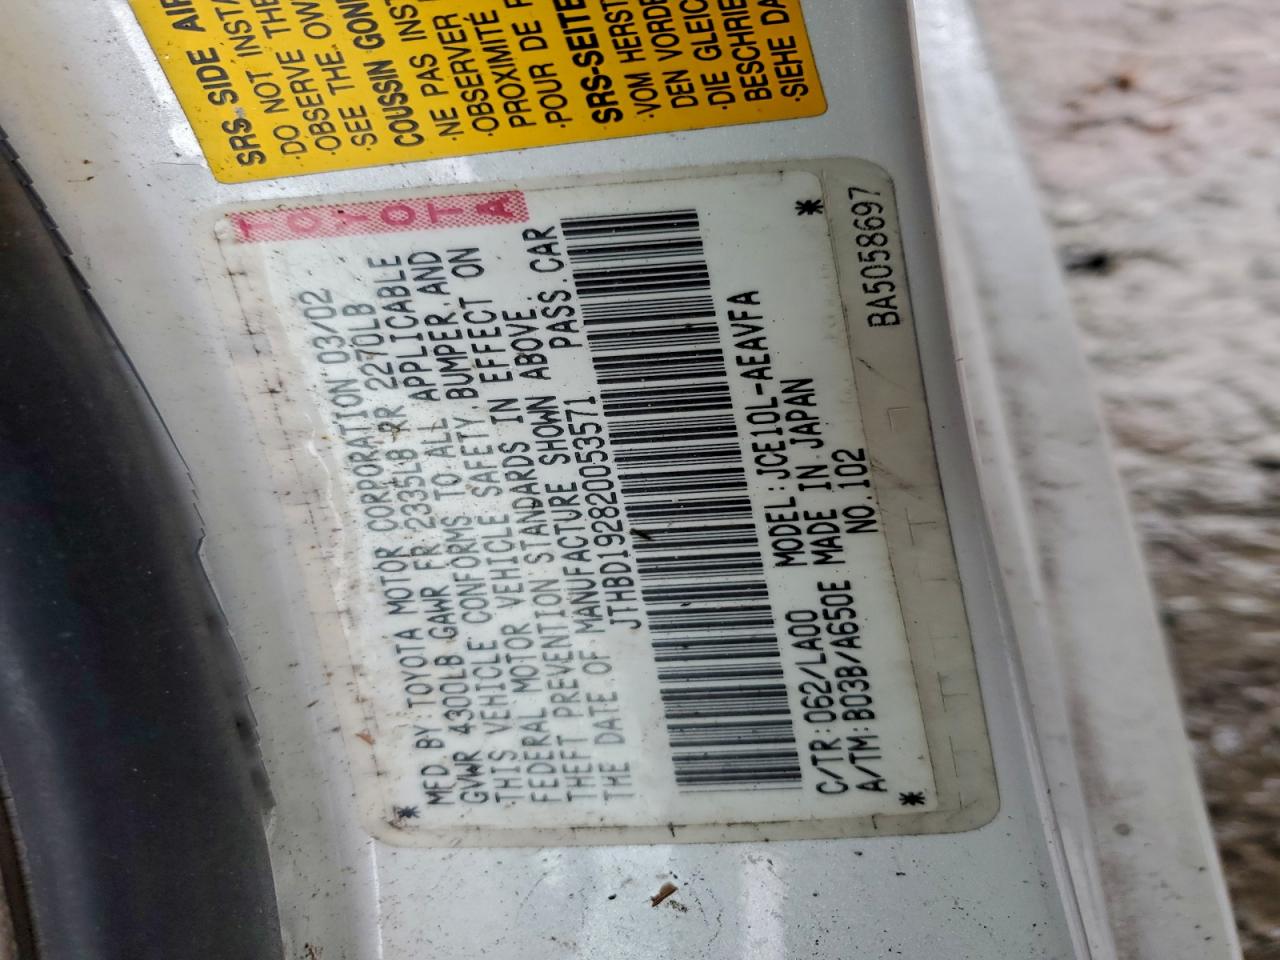 SRS SIDE AIR
·DO NOT INST
·OBSERVE THE
·SEE THE OW
COUSSIN GON
·NE PAS INST
·OBSERVER
PROXIMITÉ
·POUR DE
SRS-SEITE
·VOM HERST
DEN VORDE
·DIE GLEIC
BESCHRIE
·SIEHE DA
TOYOTA
*
MFD BY TOYOTA MOTOR CORPORATION 03/02
GVWR 4300LB GAWR FR 2335LB RR 2270LB
THIS VEHICLE CONFORMS TO ALL APPLICABLE
FEDERAL MOTOR VEHICLE SAFETY, BUMPER AND
THEFT PREVENTION STANDARDS IN EFFECT ON
THE DATE OF MANUFACTURE SHOWN ABOVE.
JTHBD192820053571 PASS.CAR
*
C/TR:062/LA00 MODEL:JCE10L-AEAVFA
A/TM:B03B/A650E MADE IN JAPAN
* NO.102
BA5058697